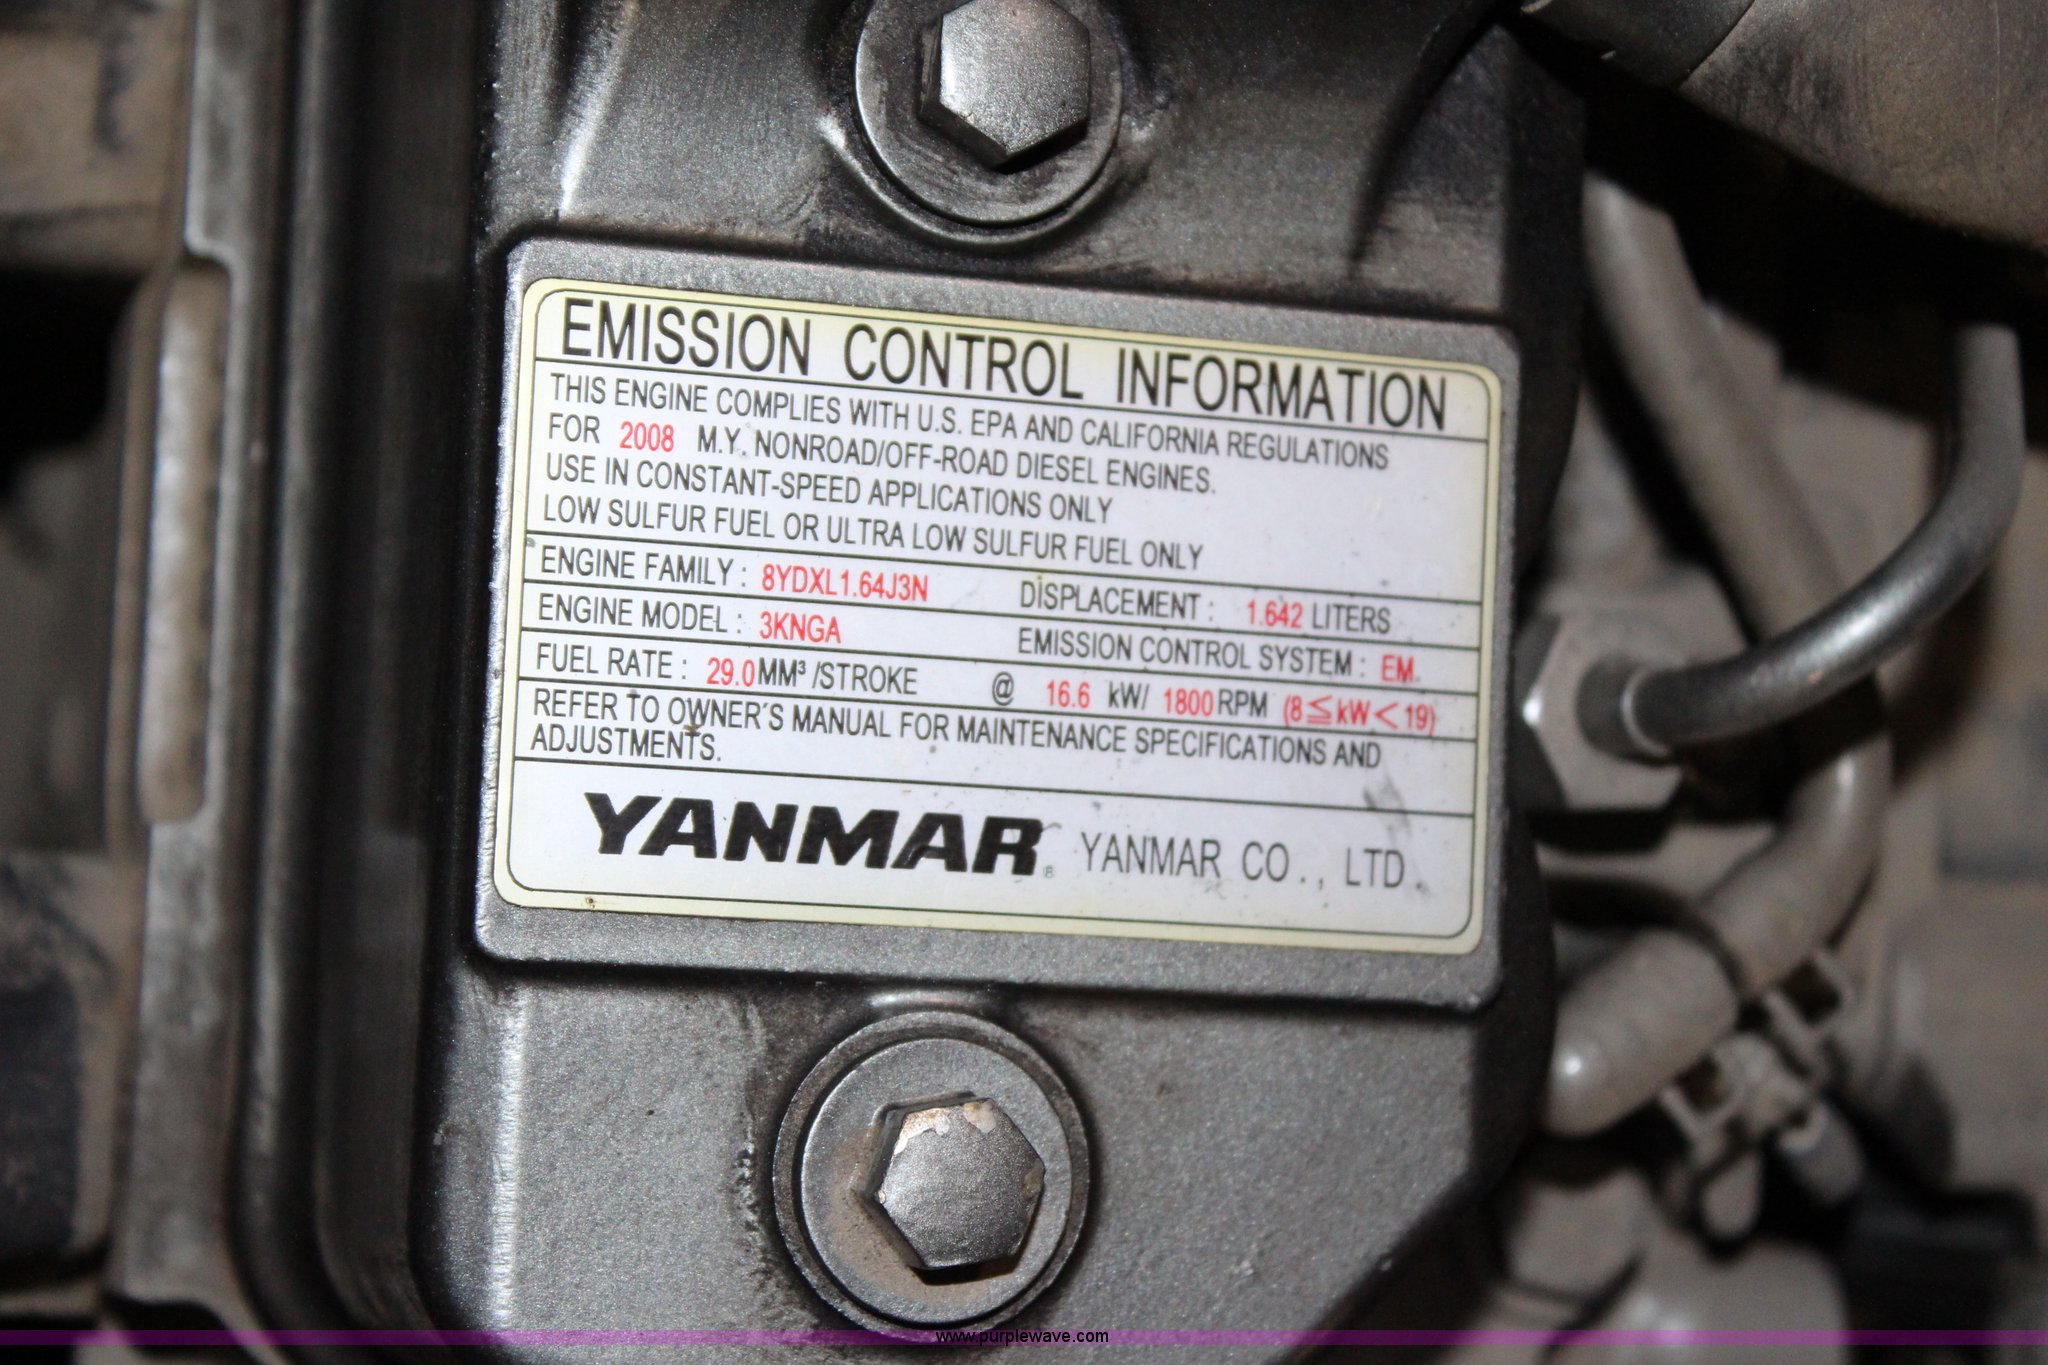 EMISSION CONTROL INFORMATION
THIS ENGINE COMPLIES WITH U.S. EPA AND CALIFORNIA REGULATIONS
FOR 2008 M.Y. NONROAD/OFF-ROAD DIESEL ENGINES.
USE IN CONSTANT-SPEED APPLICATIONS ONLY
LOW SULFUR FUEL OR ULTRA LOW SULFUR FUEL ONLY
ENGINE FAMILY : 8YDXL1.64J3N DISPLACEMENT : 1.642 LITERS
ENGINE MODEL : 3KNGA EMISSION CONTROL SYSTEM : EM.
FUEL RATE : 29.0 MM³ /STROKE @ 16.6 kW/ 1800 RPM (8≦kW<19)
REFER TO OWNER'S MANUAL FOR MAINTENANCE SPECIFICATIONS AND
ADJUSTMENTS.
YANMAR® YANMAR CO., LTD.
www.purplewave.com